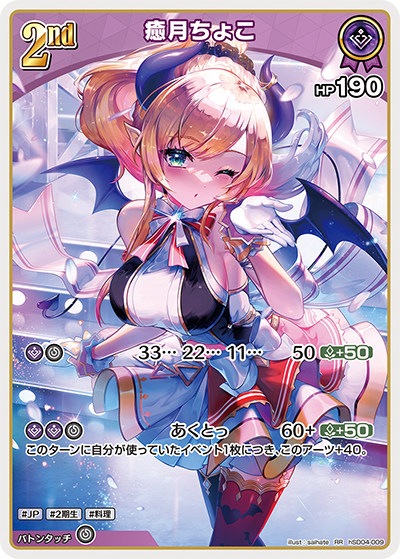 2nd 癒月ちょこ
HP190
33… 22… 11… 50 +50
あくとっ 60+ +50
このターンに自分が使っていたイベント1枚につき、このアーツ+40。
#JP #2期生 #料理
バトンタッチ illust : saihate RR hSD04-009